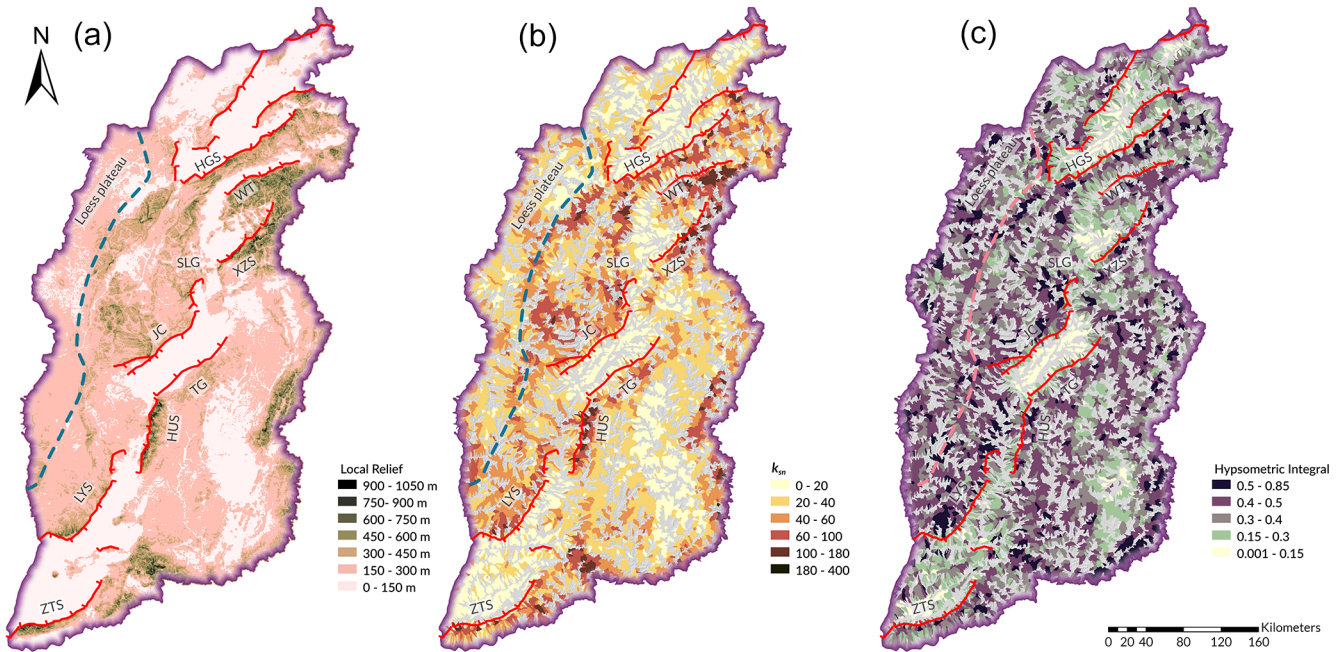 N
(a)
Loess plateau
HGS
WT
SLG
XZS
JC
TG
HUS
LYS
ZTS
Local Relief
900 - 1050 m
750- 900 m
600 - 750 m
450 - 600 m
300 - 450 m
150 - 300 m
0 - 150 m
(b)
Loess plateau
HGS
WT
SLG
XZS
JC
TG
HUS
LYS
ZTS
ksn
0 - 20
20 - 40
40 - 60
60 - 100
100 - 180
180 - 400
(c)
Loess plateau
HGS
WT
SLG
XZS
JC
TG
HUS
LYS
ZTS
Hypsometric Integral
0.5 - 0.85
0.4 - 0.5
0.3 - 0.4
0.15 - 0.3
0.001 - 0.15
Kilometers
0 20 40 80 120 160